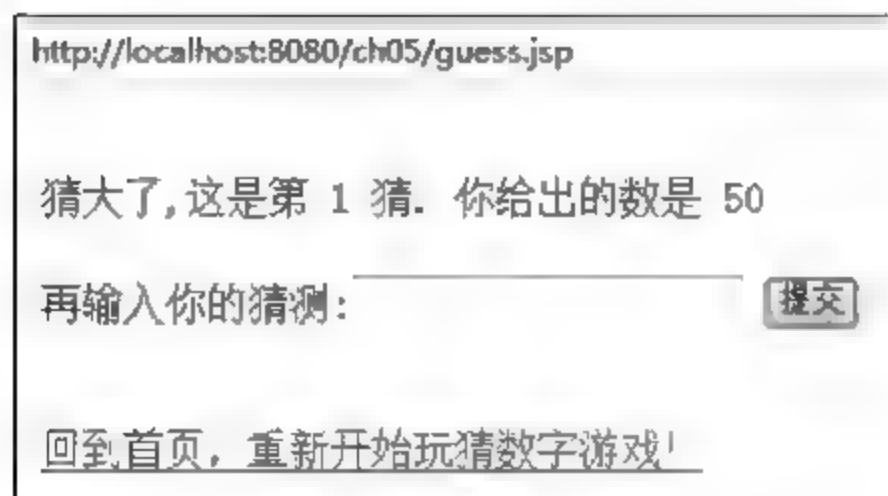 http://localhost:8080/ch05/guess.jsp
猜大了,这是第 1 猜. 你给出的数是 50
再输入你的猜测: 提交
回到首页，重新开始玩猜数字游戏!